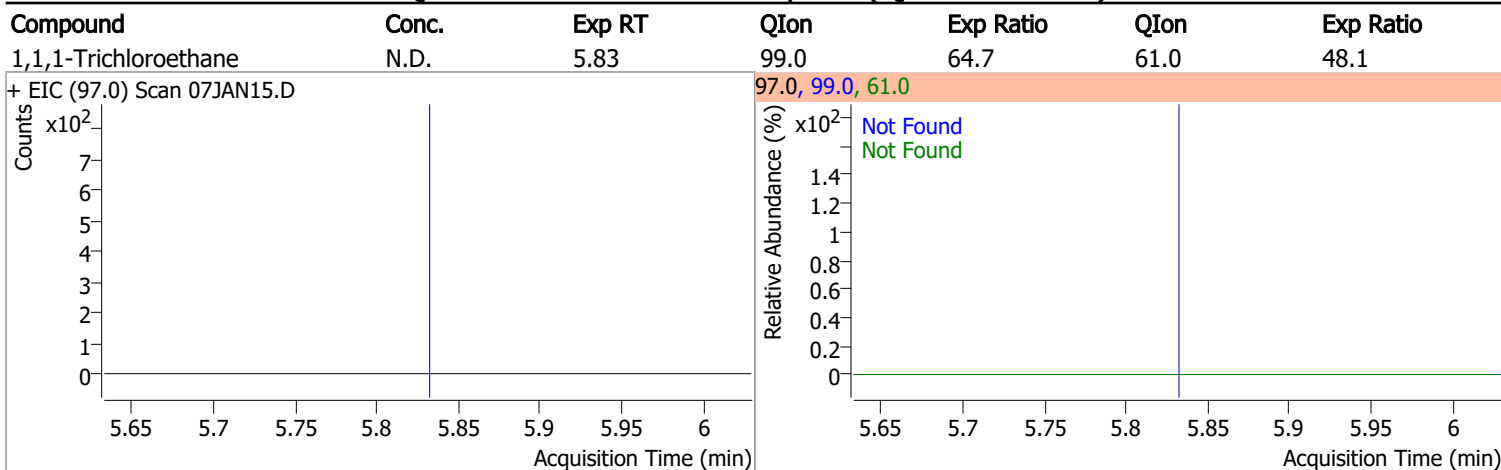 Compound Conc. Exp RT QIon Exp Ratio QIon Exp Ratio
1,1,1-Trichloroethane N.D. 5.83 99.0 64.7 61.0 48.1
+ EIC (97.0) Scan 07JAN15.D
Counts
x10²
7
6
5
4
3
2
1
0
5.65 5.7 5.75 5.8 5.85 5.9 5.95 6
Acquisition Time (min)
97.0, 99.0, 61.0
Relative Abundance (%)
x10²
Not Found
Not Found
1.4
1.2
1
0.8
0.6
0.4
0.2
0
5.65 5.7 5.75 5.8 5.85 5.9 5.95 6
Acquisition Time (min)